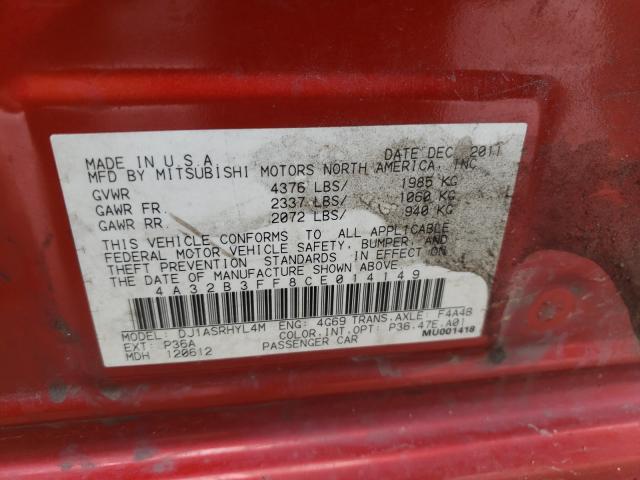 MADE IN U.S.A. DATE DEC 2011
MFD BY MITSUBISHI MOTORS NORTH AMERICA, INC.
GVWR 4376 LBS/ 1985 KG
GAWR FR. 2337 LBS/ 1060 KG
GAWR RR. 2072 LBS/ 940 KG
THIS VEHICLE CONFORMS TO ALL APPLICABLE
FEDERAL MOTOR VEHICLE SAFETY, BUMPER, AND
THEFT PREVENTION STANDARDS IN EFFECT ON
THE DATE OF MANUFACTURE SHOWN ABOVE
4A32B3FF8CE014149
MODEL: DJ1ASRHYL4M ENG: 4G69 TRANS.AXLE F4A4B
EXT: P36A COLOR.INT.OPT: P36.47E.A01
MDH 120612 PASSENGER CAR MU001418